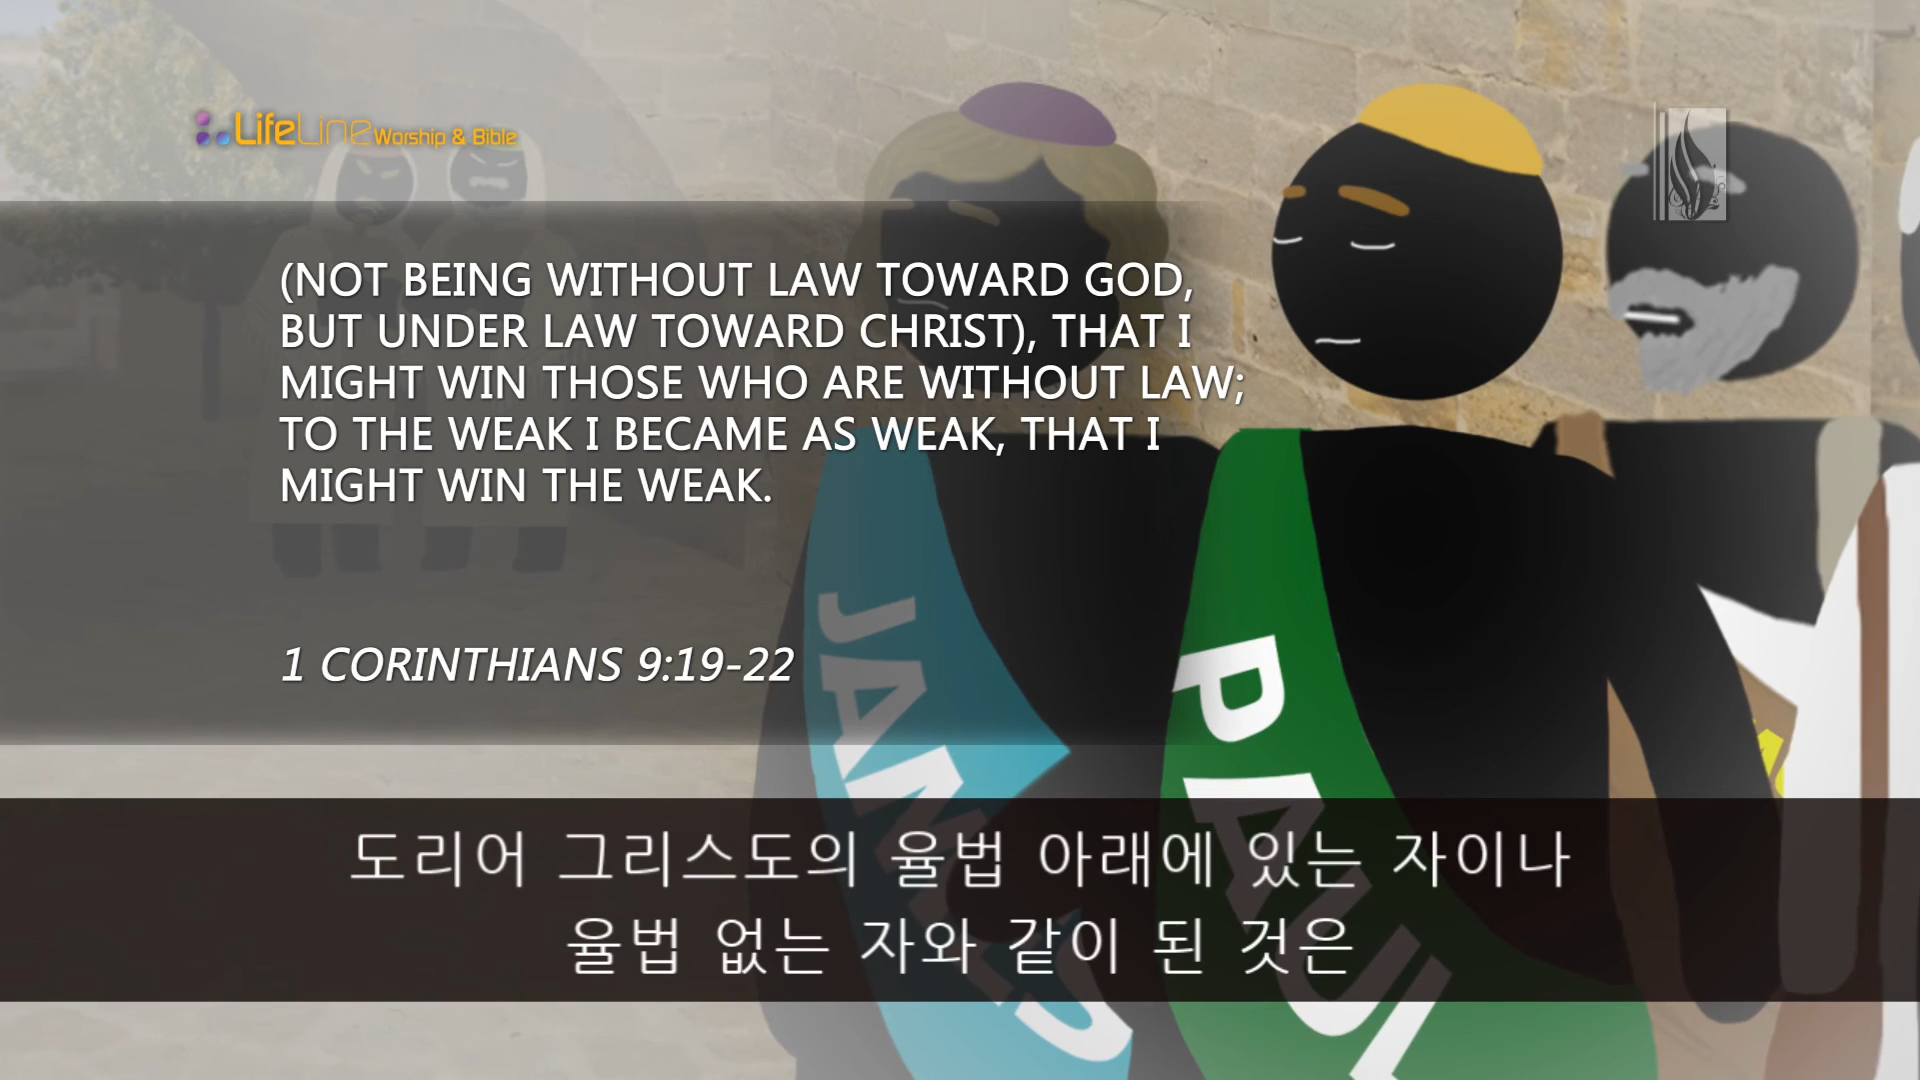 LifeLine Worship & Bible
(NOT BEING WITHOUT LAW TOWARD GOD,
BUT UNDER LAW TOWARD CHRIST), THAT I
MIGHT WIN THOSE WHO ARE WITHOUT LAW;
TO THE WEAK I BECAME AS WEAK, THAT I
MIGHT WIN THE WEAK.
1 CORINTHIANS 9:19-22
JAMES
PAUL
도리어 그리스도의 율법 아래에 있는 자이나
율법 없는 자와 같이 된 것은